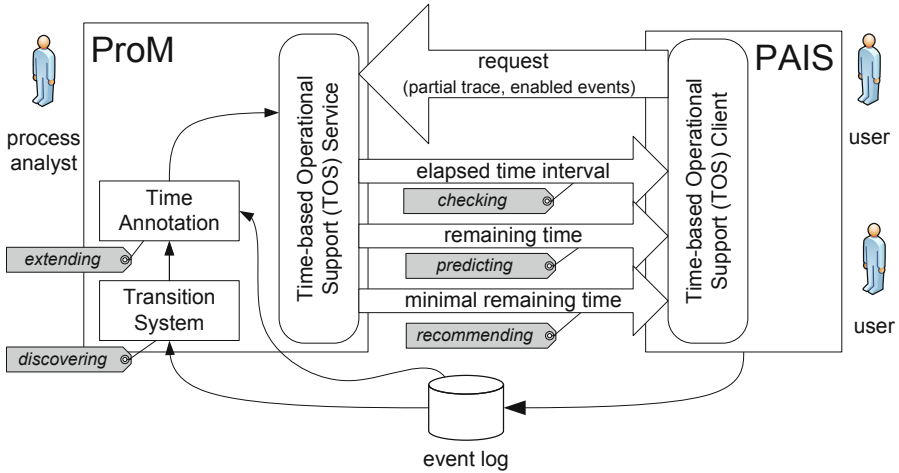 ProM
process
analyst
Time
Annotation
extending
Transition
System
discovering
Time-based Operational
Support (TOS) Service
request
(partial trace, enabled events)
elapsed time interval
checking
remaining time
predicting
minimal remaining time
recommending
PAIS
Time-based Operational
Support (TOS) Client
user
user
event log